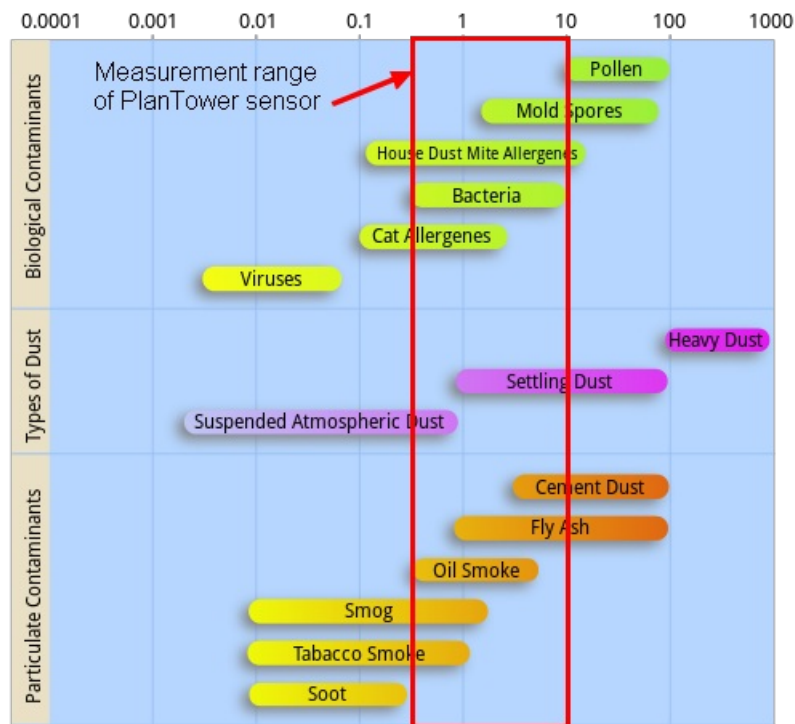 0.0001 0.001 0.01 0.1 1 10 100 1000
Biological Contaminants
Measurement range
of PlanTower sensor
Pollen
Mold Spores
House Dust Mite Allergenes
Bacteria
Cat Allergenes
Viruses
Types of Dust
Heavy Dust
Settling Dust
Suspended Atmospheric Dust
Particulate Contaminants
Cement Dust
Fly Ash
Oil Smoke
Smog
Tabacco Smoke
Soot